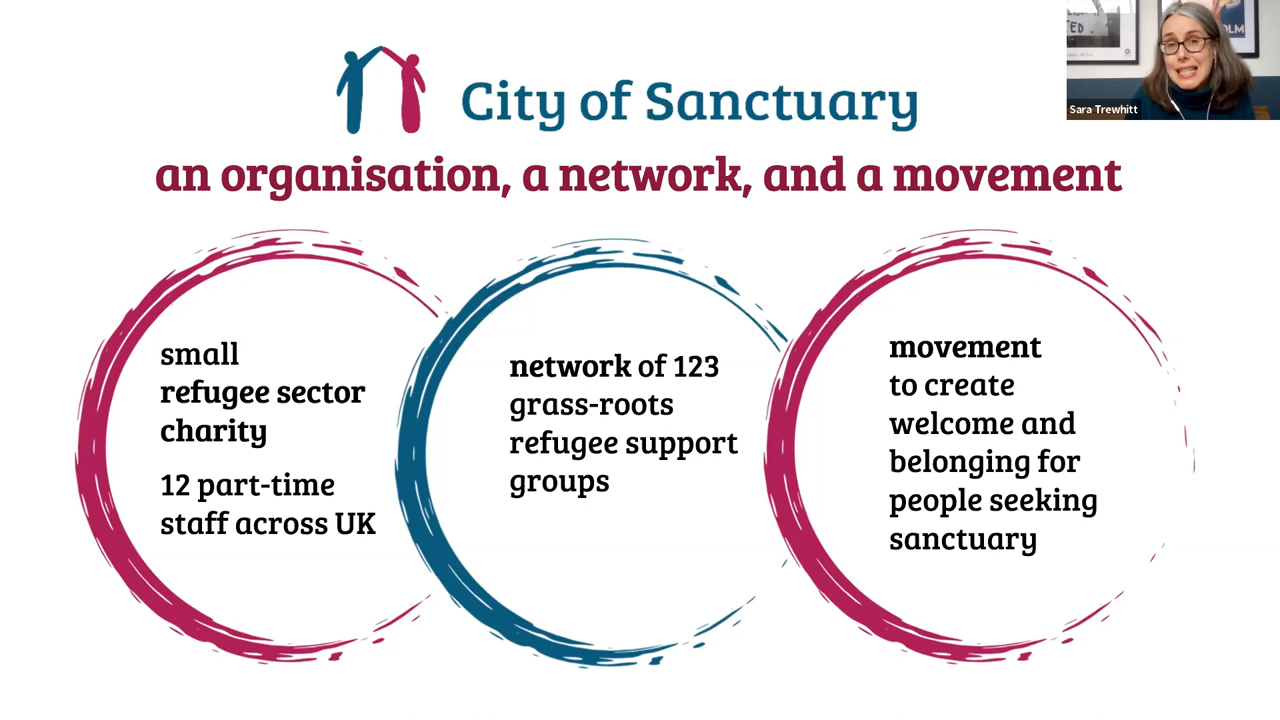 City of Sanctuary
an organisation, a network, and a movement
small
refugee sector
charity
12 part-time
staff across UK
network of 123
grass-roots
refugee support
groups
movement
to create
welcome and
belonging for
people seeking
sanctuary
Sara Trewhitt